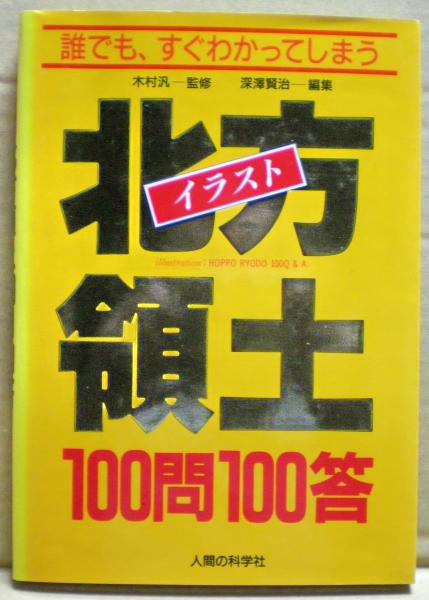 誰でも、すぐわかってしまう
木村汎―監修　深澤賢治―編集
北方
イラスト
illustration : HOPPO RYODO 100Q & A
領土
100問100答
人間の科学社